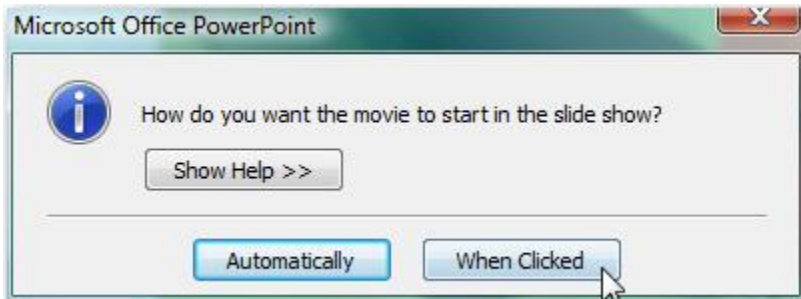 Microsoft Office PowerPoint
How do you want the movie to start in the slide show?
Show Help >>
Automatically When Clicked